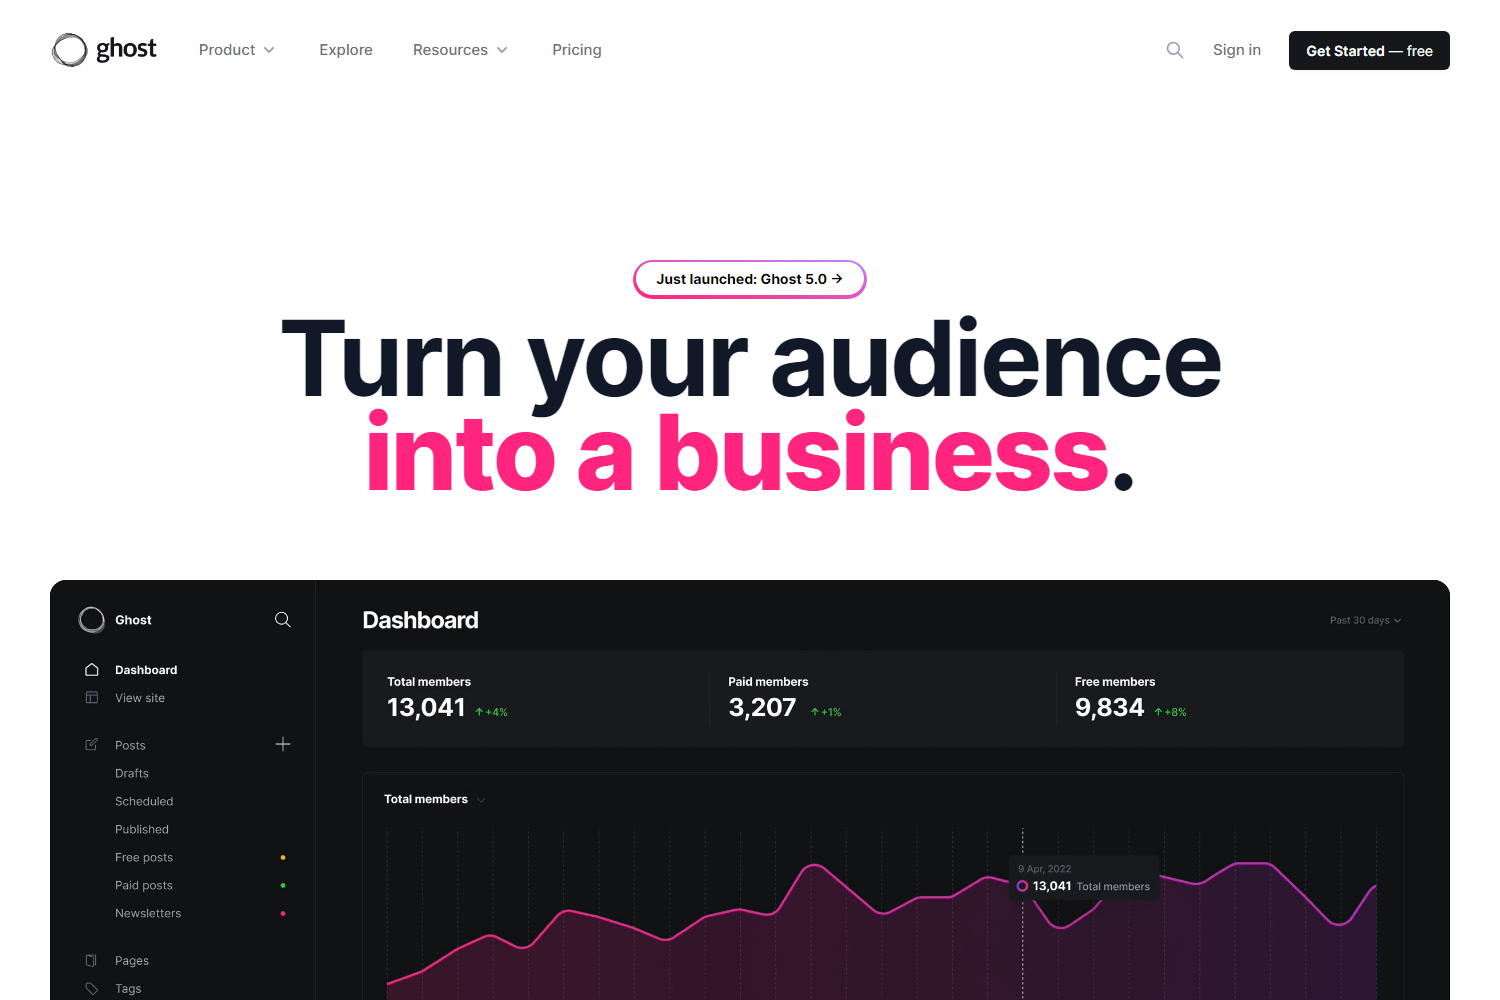 ghost
Product
Explore
Resources
Pricing
Sign in
Get Started — free
Just launched: Ghost 5.0 →
Turn your audience
into a business.
Ghost
Dashboard
View site
Posts
Drafts
Scheduled
Published
Free posts
Paid posts
Newsletters
Pages
Tags
Dashboard
Past 30 days
Total members
13,041 ↑+4%
Paid members
3,207 ↑+1%
Free members
9,834 ↑+8%
Total members
9 Apr, 2022
13,041 Total members